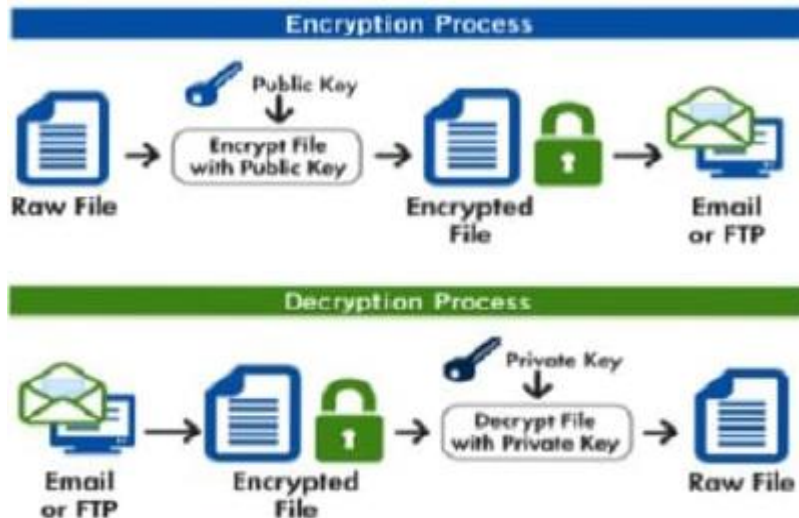 Encryption Process
Public Key
Encrypt File
with Public Key
Raw File
Encrypted
File
Email
or FTP
Decryption Process
Private Key
Decrypt File
with Private Key
Email
or FTP
Encrypted
File
Raw File